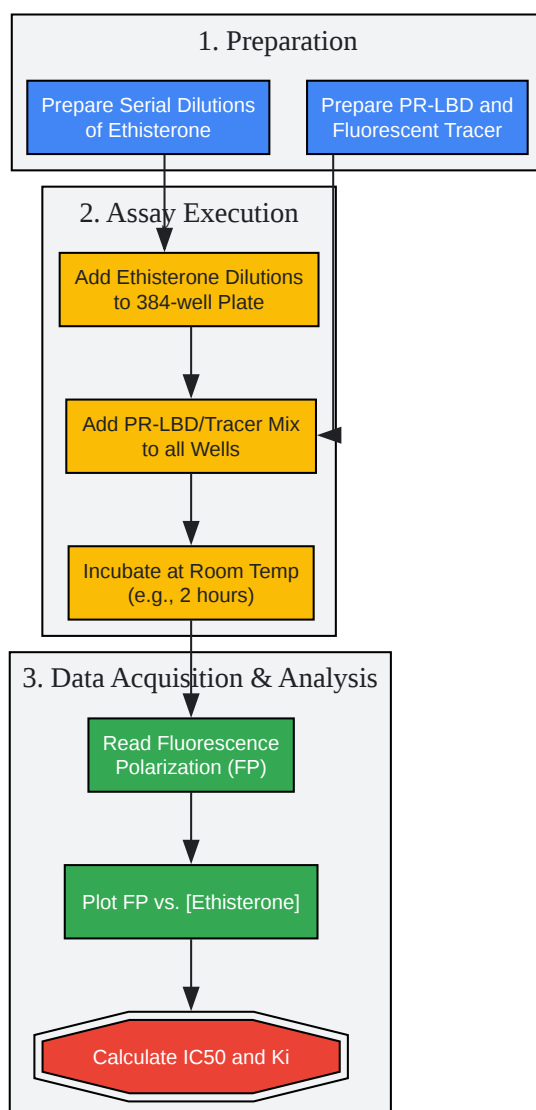 1. Preparation
Prepare Serial Dilutions
of Ethisterone
Prepare PR-LBD and
Fluorescent Tracer
2. Assay Execution
Add Ethisterone Dilutions
to 384-well Plate
Add PR-LBD/Tracer Mix
to all Wells
Incubate at Room Temp
(e.g., 2 hours)
3. Data Acquisition & Analysis
Read Fluorescence
Polarization (FP)
Plot FP vs. [Ethisterone]
Calculate IC50 and Ki